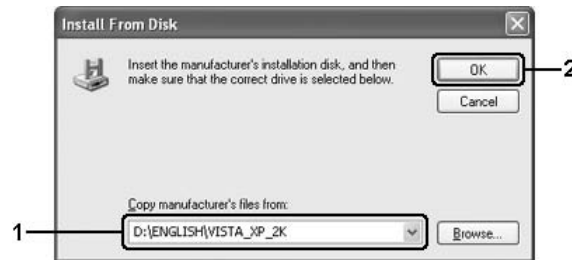 Install From Disk
Insert the manufacturer's installation disk, and then
make sure that the correct drive is selected below.
OK
2
Cancel
Copy manufacturer's files from:
1
D:\ENGLISH\VISTA_XP_2K
Browse...